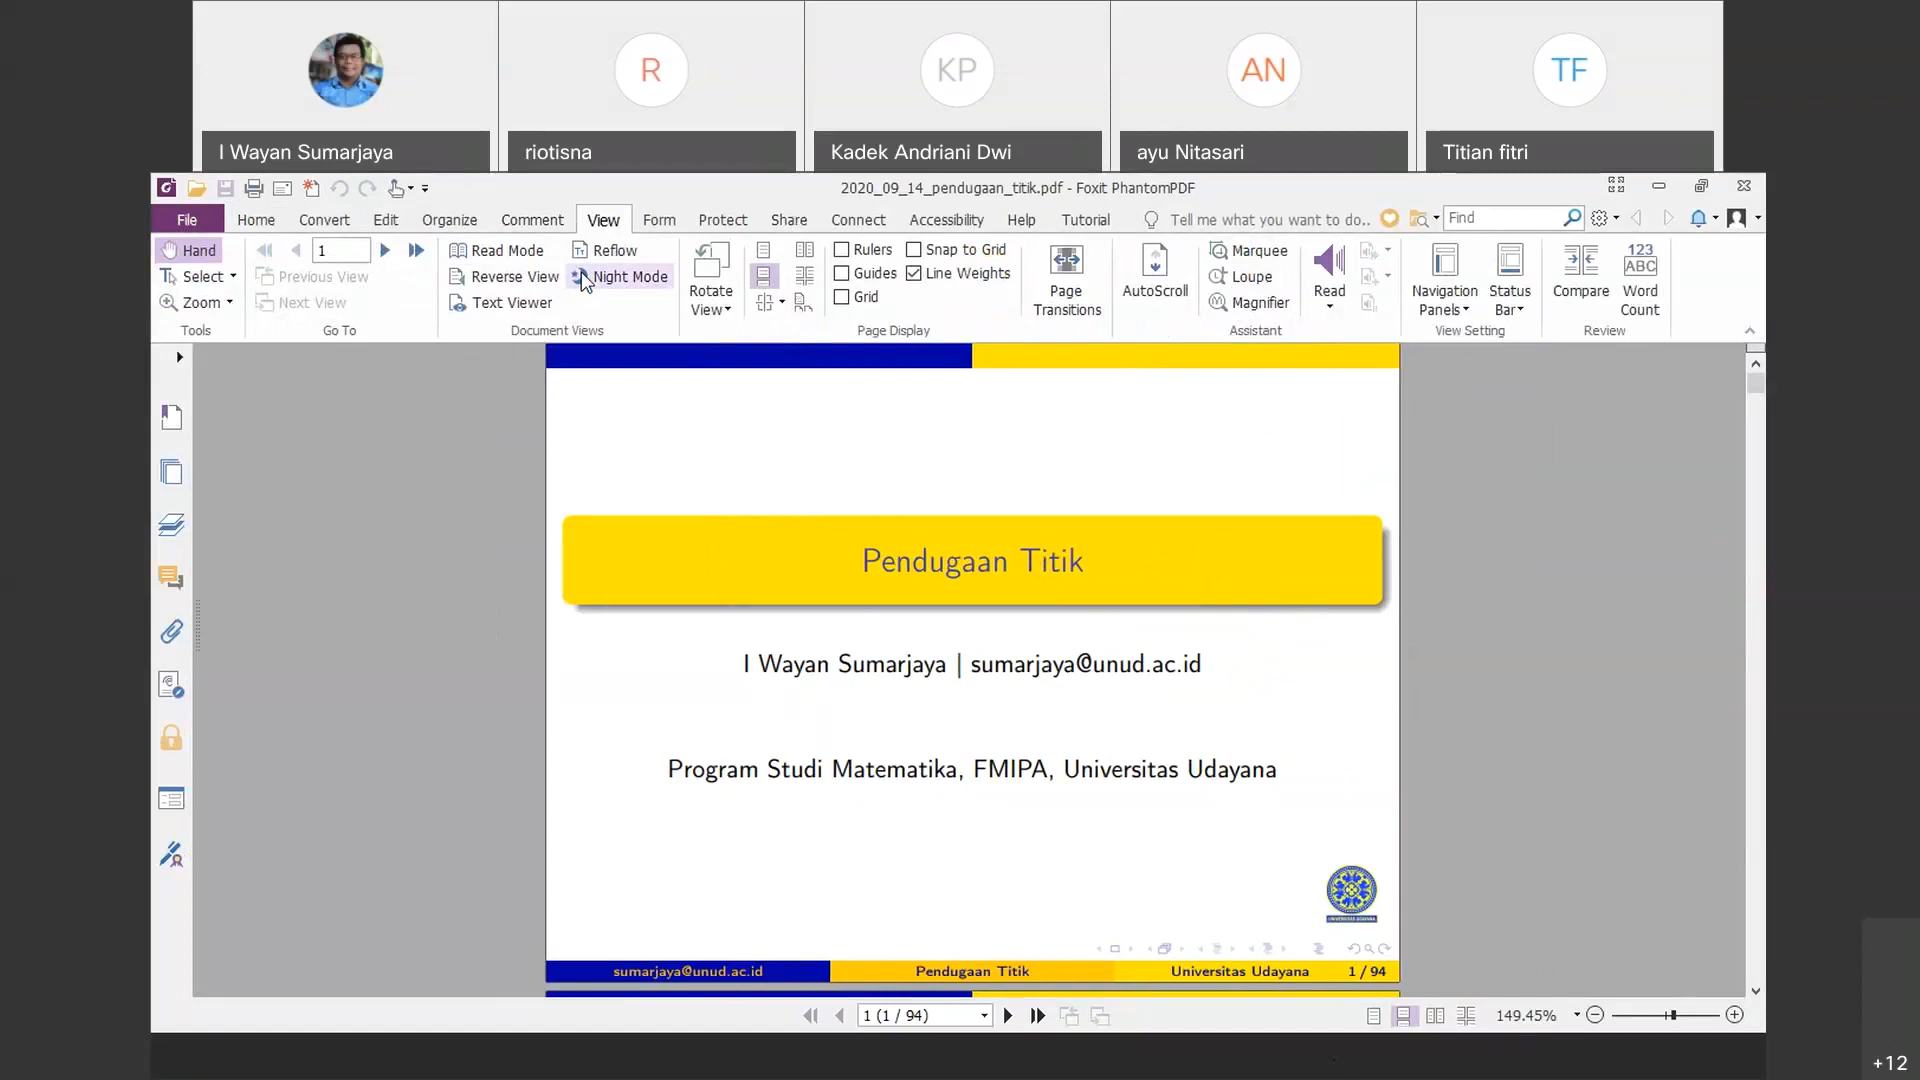 R
KP
AN
TF
I Wayan Sumarjaya
riotisna
Kadek Andriani Dwi
ayu Nitasari
Titian fitri
2020_09_14_pendugaan_titik.pdf - Foxit PhantomPDF
File Home Convert Edit Organize Comment View Form Protect Share Connect Accessibility Help Tutorial Tell me what you want to do.. Find
Hand 1 Read Mode Reflow Rulers Snap to Grid Marquee
Select Previous View Reverse View Night Mode Guides Line Weights Loupe
Zoom Next View Text Viewer Grid Magnifier
Rotate View
Page Transitions
AutoScroll
Read
Navigation Panels
Status Bar
Compare
123 ABC
Word Count
Tools Go To Document Views Page Display Assistant View Setting Review
Pendugaan Titik
I Wayan Sumarjaya | sumarjaya@unud.ac.id
Program Studi Matematika, FMIPA, Universitas Udayana
UNIVERSITAS UDAYANA
sumarjaya@unud.ac.id Pendugaan Titik Universitas Udayana 1 / 94
1 (1 / 94) 149.45%
+12